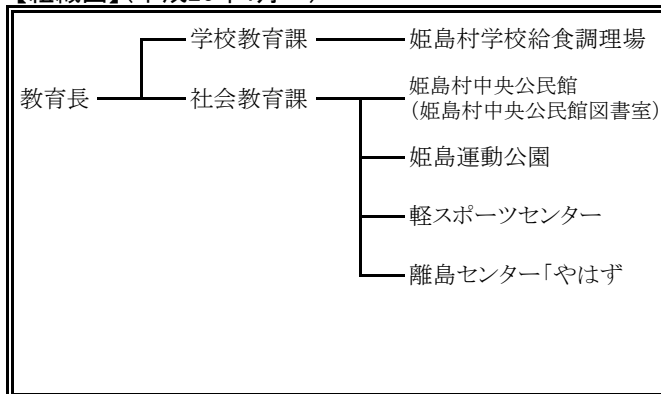 学校教育課 姫島村学校給食調理場
教育長 社会教育課 姫島村中央公民館
(姫島村中央公民館図書室)
姫島運動公園
軽スポーツセンター
離島センター「やはず